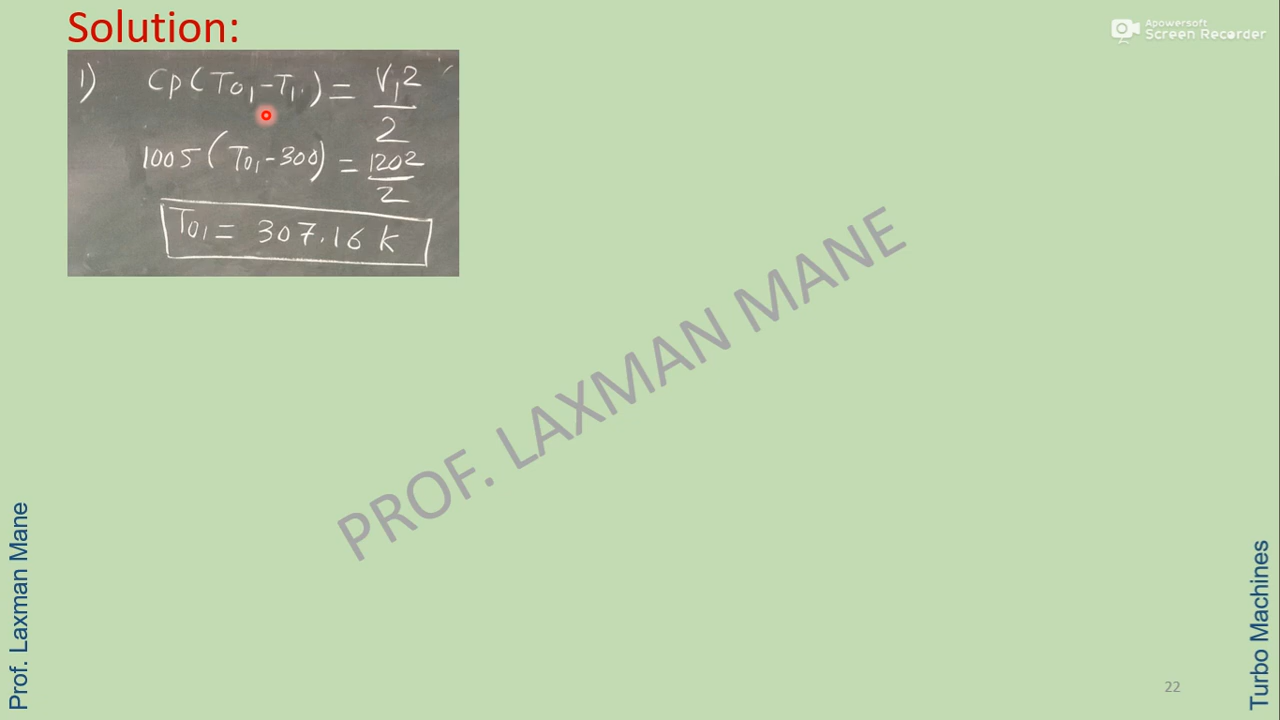 Solution:
Apowersoft
Screen Recorder
1) Cp(T01-T1) = V1²/2
1005(T01-300) = 120²/2
T01 = 307.16 k
PROF. LAXMAN MANE
Prof. Laxman Mane
Turbo Machines
22